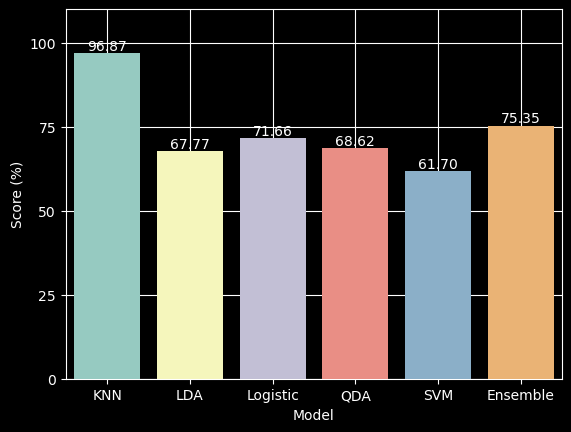 100
75
50
25
0
Score (%)
96.87
67.77
71.66
68.62
61.70
75.35
KNN
LDA
Logistic
QDA
SVM
Ensemble
Model